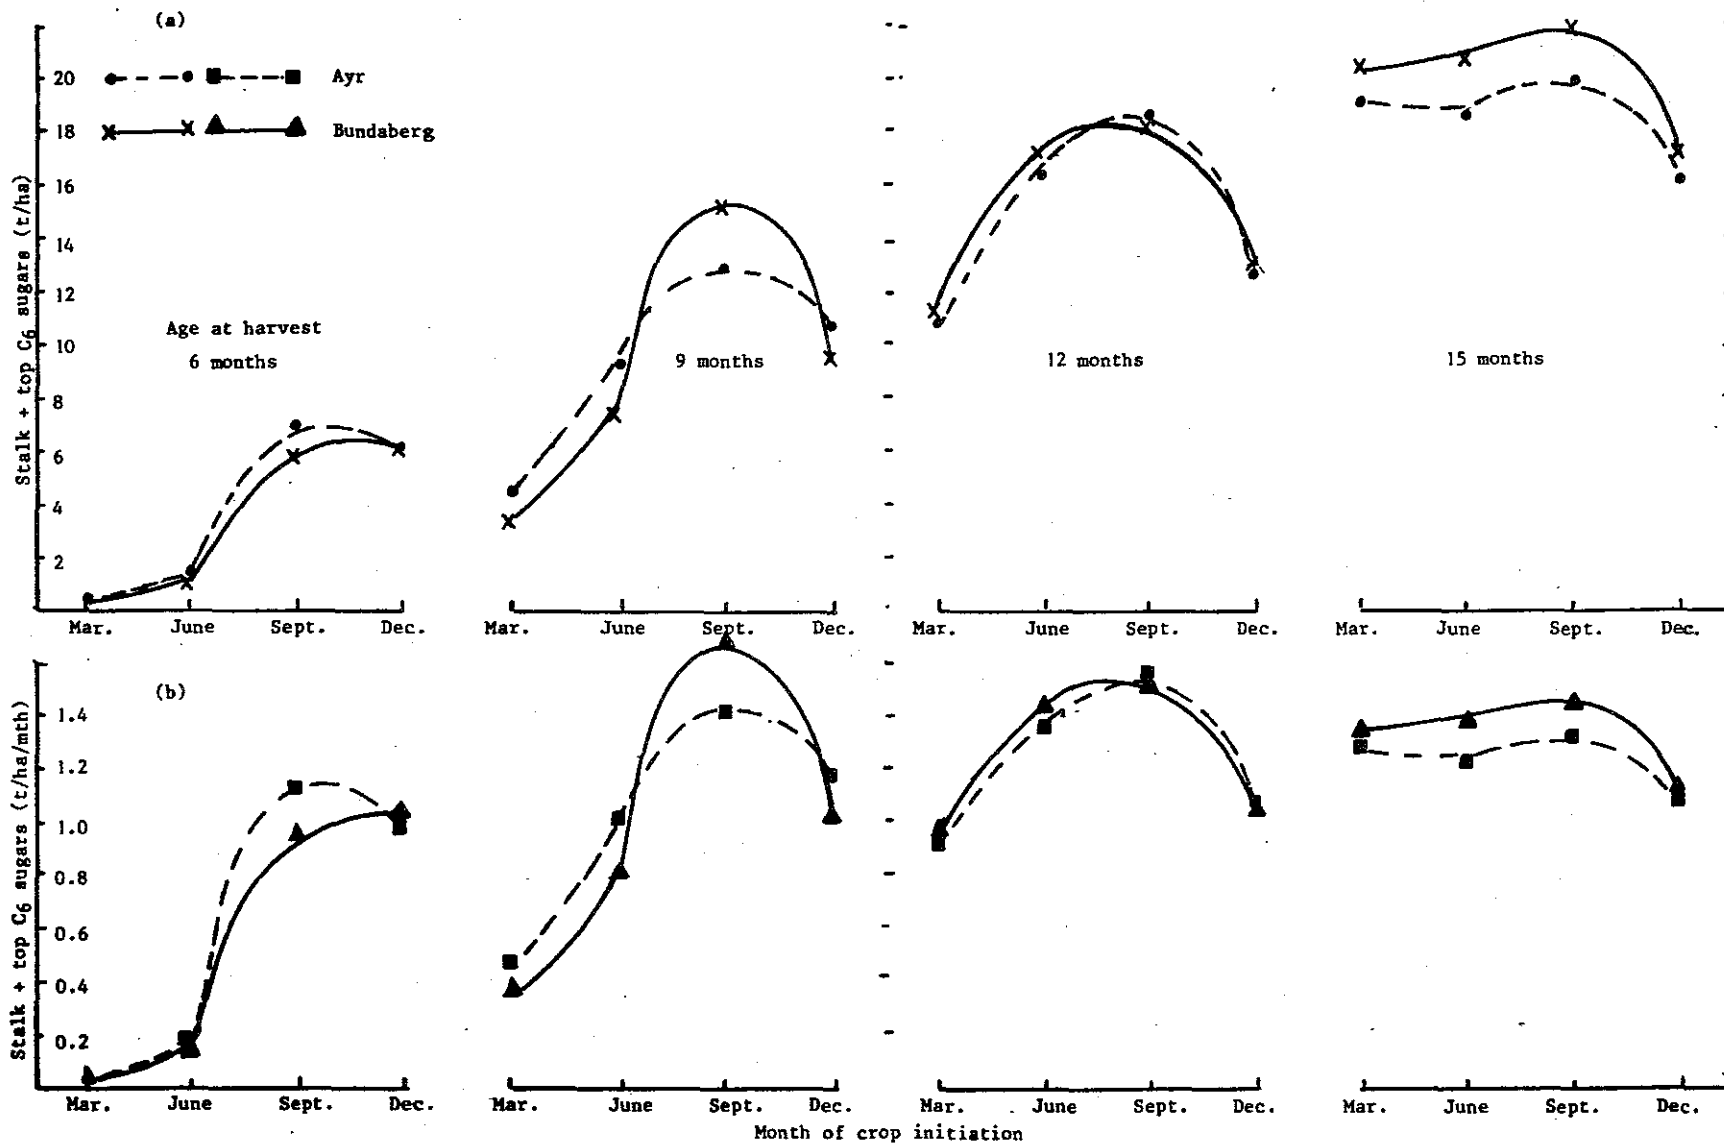 (a)
20
Ayr
18
Bundaberg
16
14
12
10
8
6
4
2
Stalk + top C6 sugars (t/ha)
Age at harvest
6 months
9 months
12 months
15 months
Mar. June Sept. Dec.
Mar. June Sept. Dec.
Mar. June Sept. Dec.
Mar. June Sept. Dec.
(b)
1.4
1.2
1.0
0.8
0.6
0.4
0.2
Stalk + top C6 sugars (t/ha/mth)
Mar. June Sept. Dec.
Mar. June Sept. Dec.
Mar. June Sept. Dec.
Mar. June Sept. Dec.
Month of crop initiation